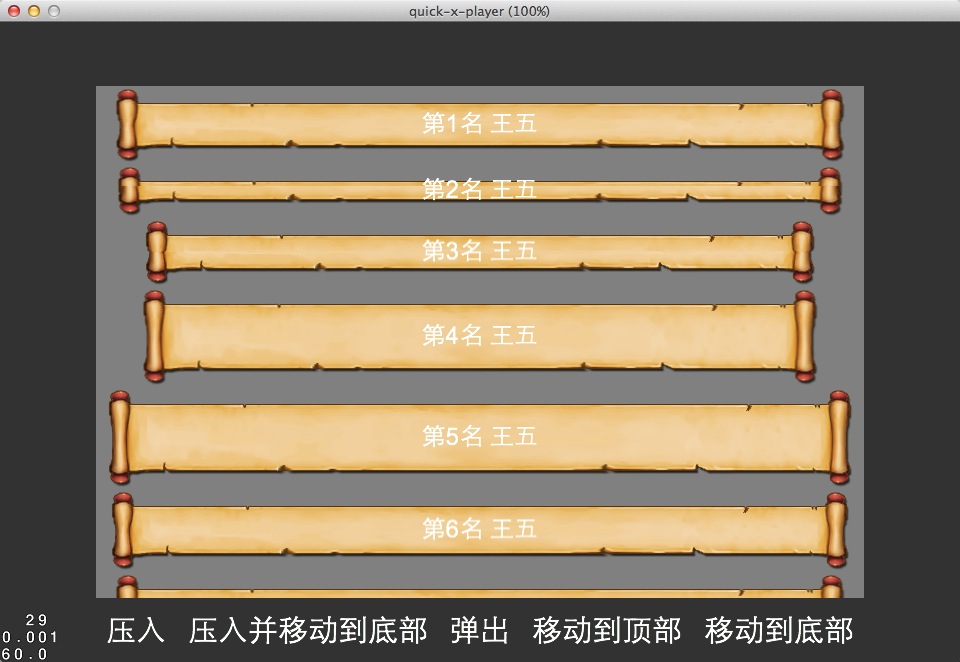 quick-x-player (100%)
第1名 王五
第2名 王五
第3名 王五
第4名 王五
第5名 王五
第6名 王五
压入 压入并移动到底部 弹出 移动到顶部 移动到底部
29
0.001
60.0